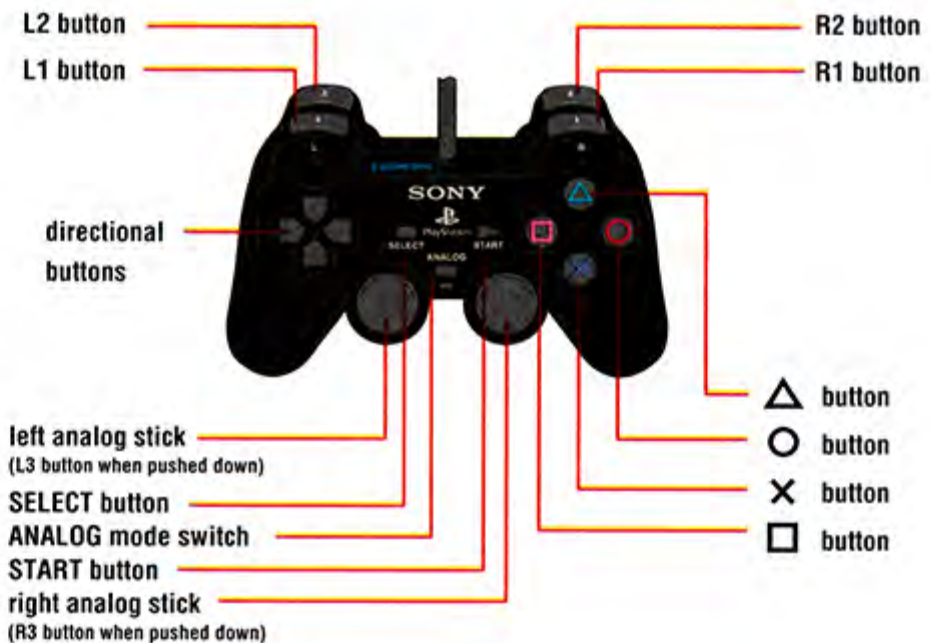 L2 button
R2 button
L1 button
R1 button
L
R
SONY
PlayStation
SELECT
START
ANALOG
directional
buttons
△ button
left analog stick
○ button
(L3 button when pushed down)
SELECT button
✕ button
ANALOG mode switch
□ button
START button
right analog stick
(R3 button when pushed down)